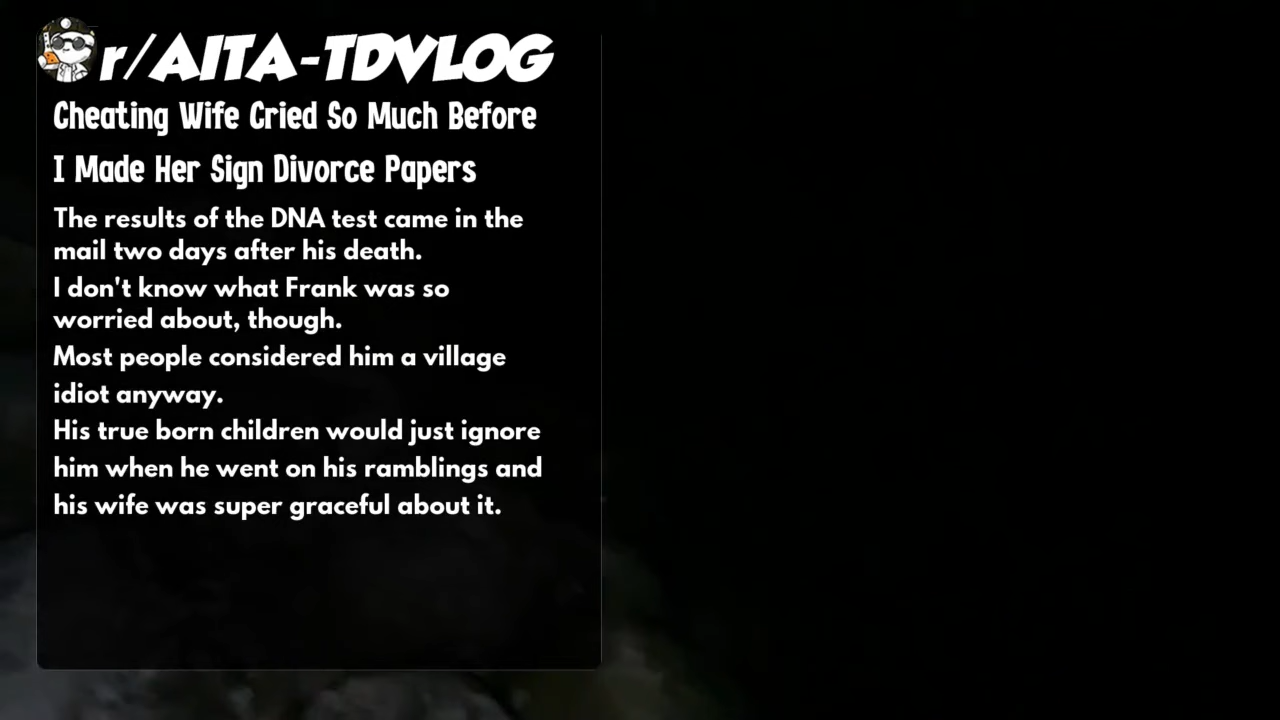 r/AITA-TDVLOG
Cheating Wife Cried So Much Before
I Made Her Sign Divorce Papers
The results of the DNA test came in the
mail two days after his death.
I don't know what Frank was so
worried about, though.
Most people considered him a village
idiot anyway.
His true born children would just ignore
him when he went on his ramblings and
his wife was super graceful about it.